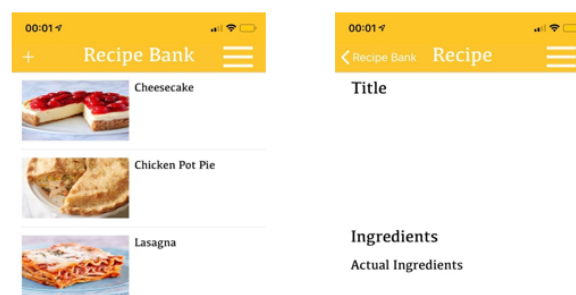 00:01
+ Recipe Bank
Cheesecake
Chicken Pot Pie
Lasagna
00:01
Recipe Bank Recipe
Title
Ingredients
Actual Ingredients